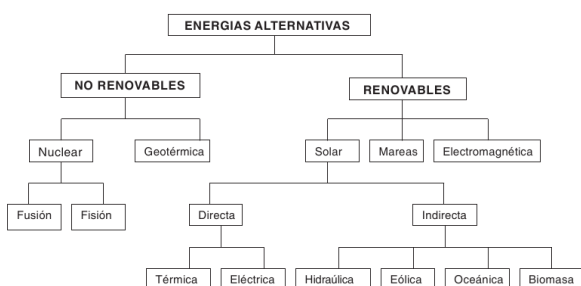 ENERGIAS ALTERNATIVAS
NO RENOVABLES
RENOVABLES
Nuclear
Geotérmica
Solar
Mareas
Electromagnética
Fusión
Fisión
Directa
Indirecta
Térmica
Eléctrica
Hidraúlica
Eólica
Oceánica
Biomasa